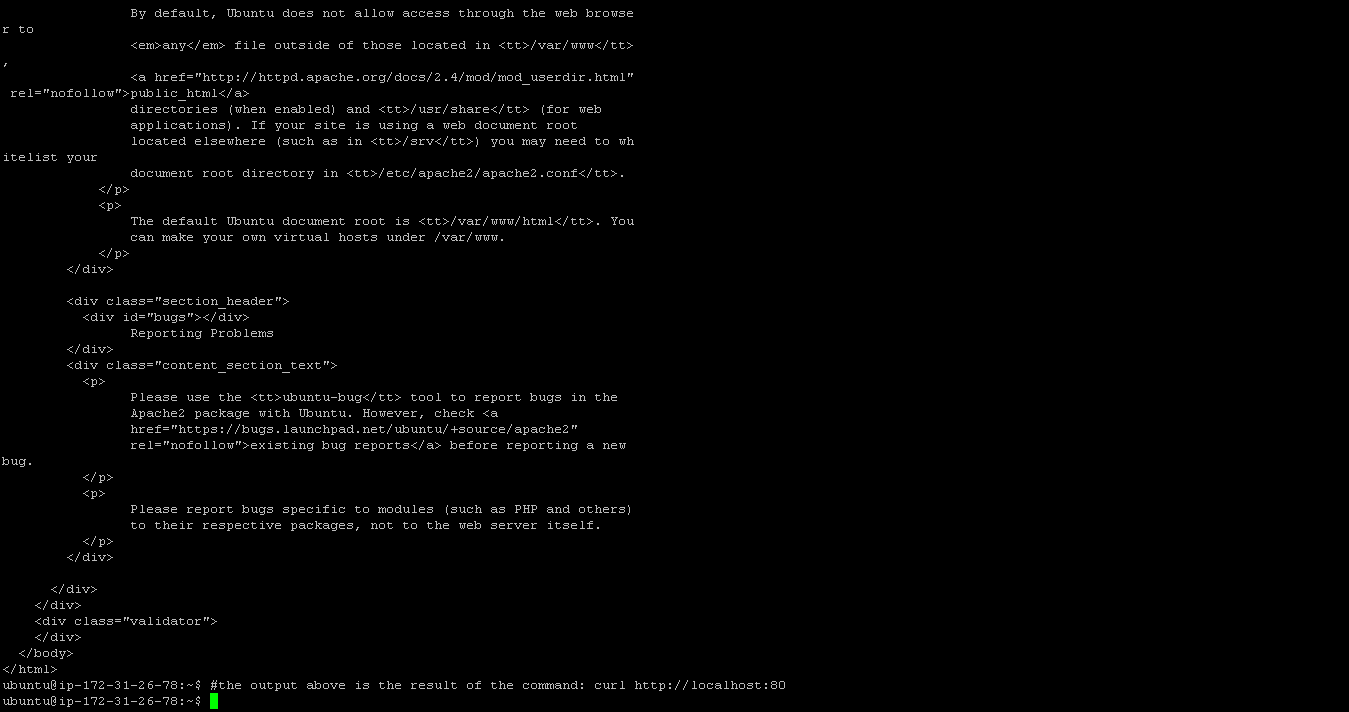 By default, Ubuntu does not allow access through the web browse
r to
<em>any</em> file outside of those located in <tt>/var/www</tt>
,
<a href="http://httpd.apache.org/docs/2.4/mod/mod_userdir.html"
rel="nofollow">public_html</a>
directories (when enabled) and <tt>/usr/share</tt> (for web
applications). If your site is using a web document root
located elsewhere (such as in <tt>/srv</tt>) you may need to wh
itelist your
document root directory in <tt>/etc/apache2/apache2.conf</tt>.
</p>
<p>
The default Ubuntu document root is <tt>/var/www/html</tt>. You
can make your own virtual hosts under /var/www.
</p>
</div>
<div class="section_header">
<div id="bugs"></div>
Reporting Problems
</div>
<div class="content_section_text">
<p>
Please use the <tt>ubuntu-bug</tt> tool to report bugs in the
Apache2 package with Ubuntu. However, check <a
href="https://bugs.launchpad.net/ubuntu/+source/apache2"
rel="nofollow">existing bug reports</a> before reporting a new
bug.
</p>
<p>
Please report bugs specific to modules (such as PHP and others)
to their respective packages, not to the web server itself.
</p>
</div>
</div>
</div>
<div class="validator">
</div>
</body>
</html>
ubuntu@ip-172-31-26-78:~$ #the output above is the result of the command: curl http://localhost:80
ubuntu@ip-172-31-26-78:~$